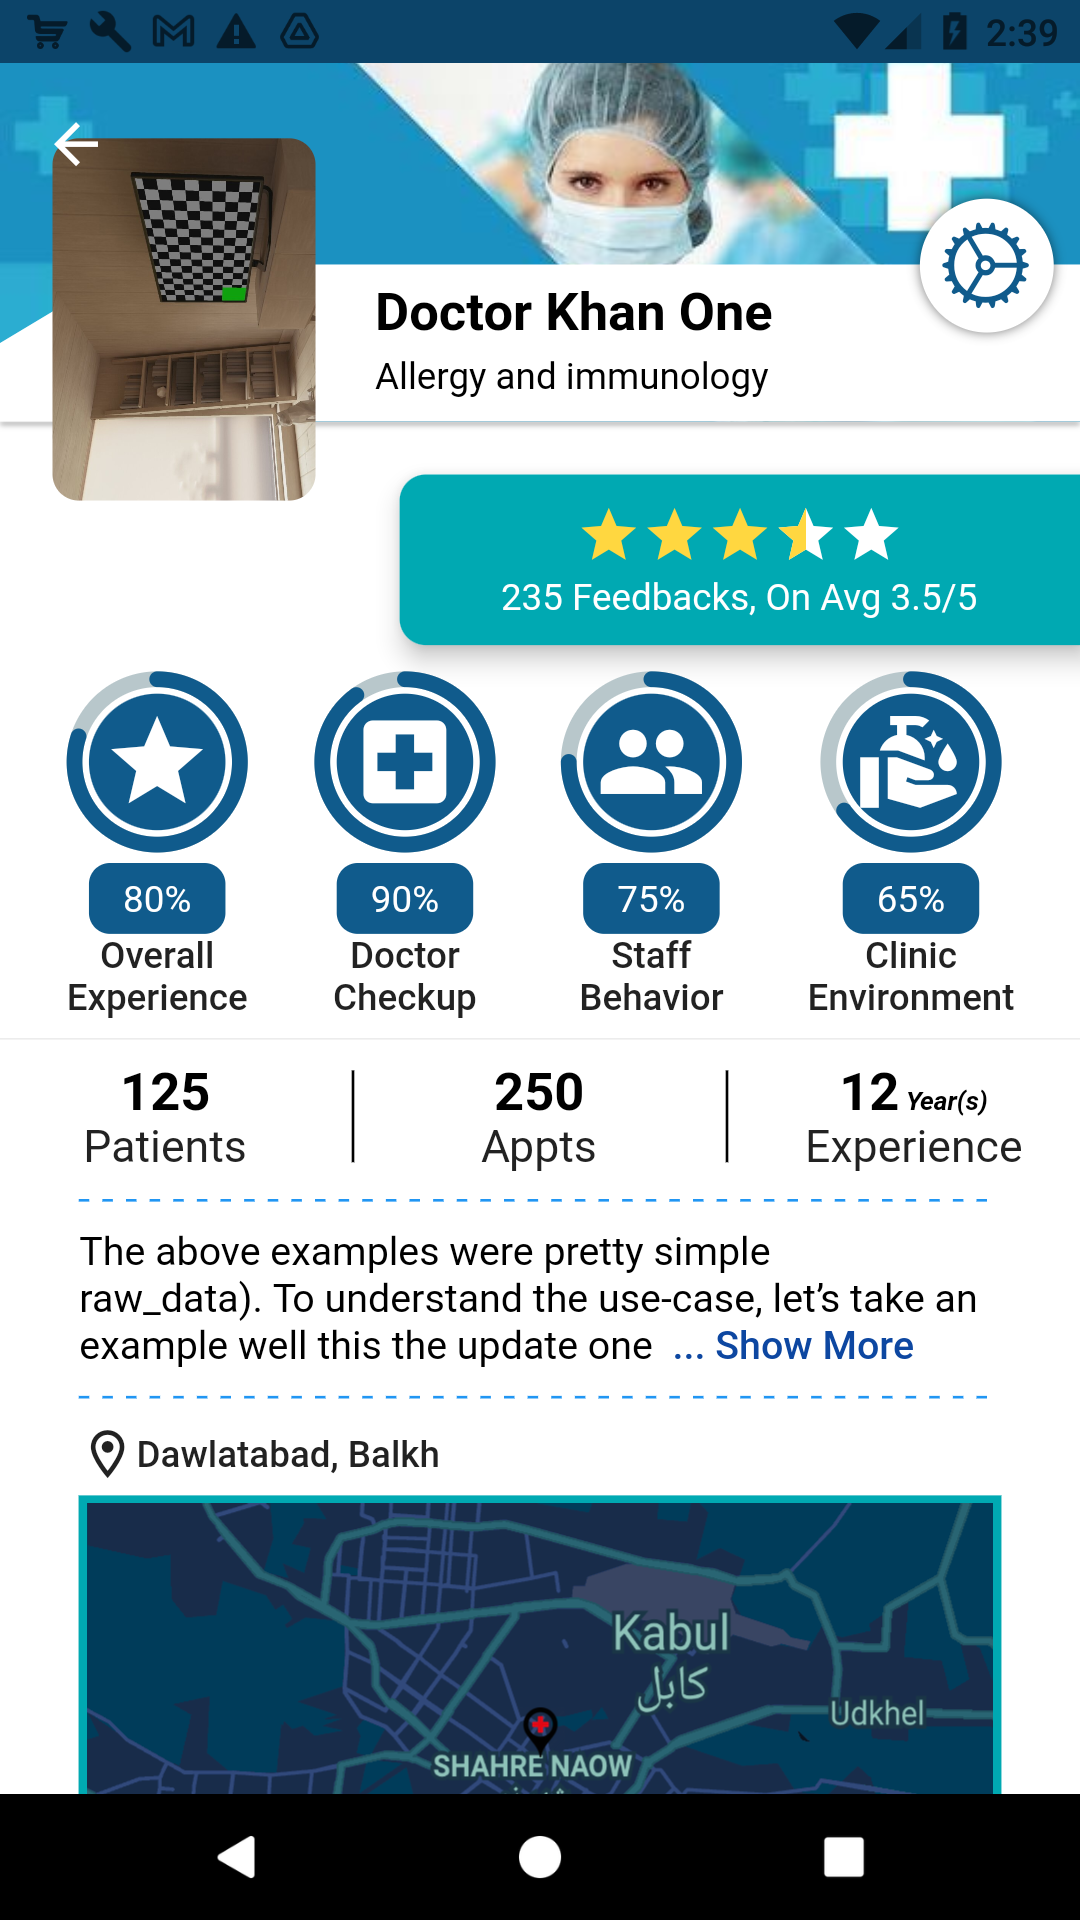 2:39
Doctor Khan One
Allergy and immunology
235 Feedbacks, On Avg 3.5/5
80%
90%
75%
65%
Overall Experience
Doctor Checkup
Staff Behavior
Clinic Environment
125
Patients
250
Appts
12 Year(s)
Experience
The above examples were pretty simple
raw_data). To understand the use-case, let’s take an
example well this the update one ... Show More
Dawlatabad, Balkh
Kabul
کابل
Udkhel
SHAHRE NAOW